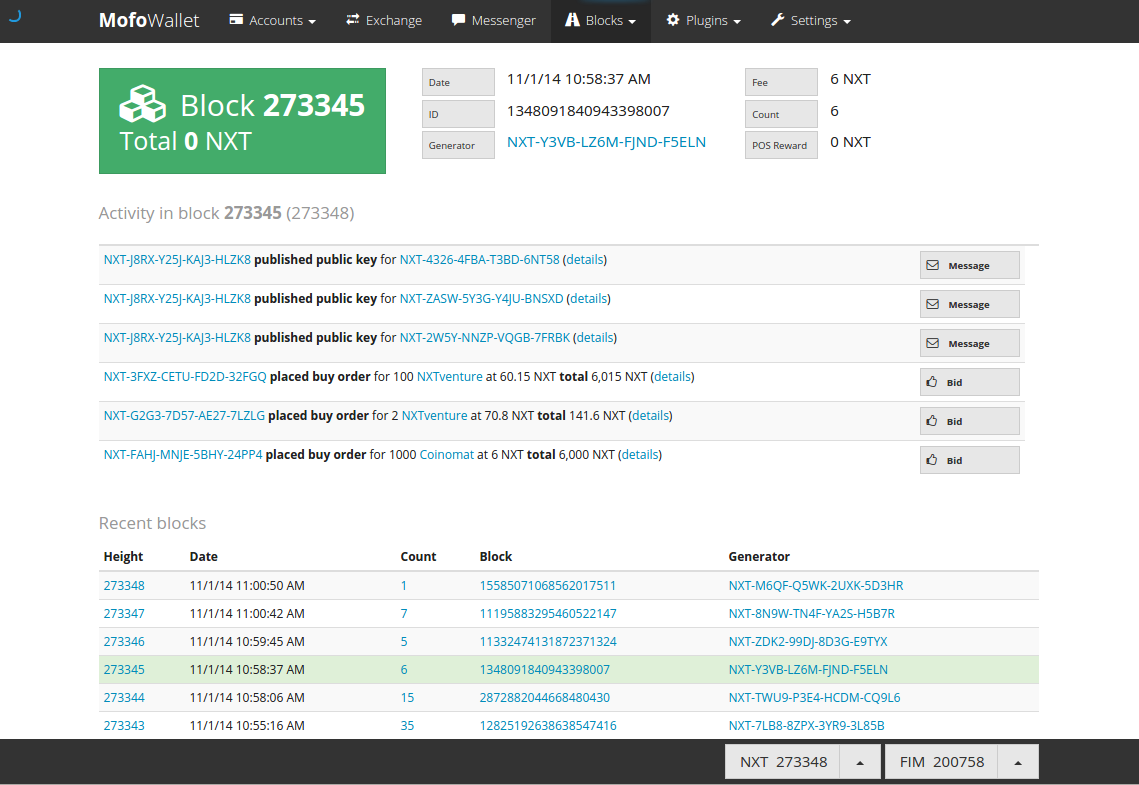 MofoWallet Accounts Exchange Messenger Blocks Plugins Settings
Block 273345
Total 0 NXT
Date 11/1/14 10:58:37 AM Fee 6 NXT
ID 1348091840943398007 Count 6
Generator NXT-Y3VB-LZ6M-FJND-F5ELN POS Reward 0 NXT
Activity in block 273345 (273348)
NXT-J8RX-Y25J-KAJ3-HLZK8 published public key for NXT-4326-4FBA-T3BD-6NT58 (details) Message
NXT-J8RX-Y25J-KAJ3-HLZK8 published public key for NXT-ZASW-5Y3G-Y4JU-BNSXD (details) Message
NXT-J8RX-Y25J-KAJ3-HLZK8 published public key for NXT-2W5Y-NNZP-VQGB-7FRBK (details) Message
NXT-3FXZ-CETU-FD2D-32FGQ placed buy order for 100 NXTventure at 60.15 NXT total 6,015 NXT (details) Bid
NXT-G2G3-7D57-AE27-7LZLG placed buy order for 2 NXTventure at 70.8 NXT total 141.6 NXT (details) Bid
NXT-FAHJ-MNJE-5BHY-24PP4 placed buy order for 1000 Coinomat at 6 NXT total 6,000 NXT (details) Bid
Recent blocks
Height Date Count Block Generator
273348 11/1/14 11:00:50 AM 1 15585071068562017511 NXT-M6QF-Q5WK-2UXK-5D3HR
273347 11/1/14 11:00:42 AM 7 11195883295460522147 NXT-8N9W-TN4F-YA2S-H5B7R
273346 11/1/14 10:59:45 AM 5 11332474131872371324 NXT-ZDK2-99DJ-8D3G-E9TYX
273345 11/1/14 10:58:37 AM 6 1348091840943398007 NXT-Y3VB-LZ6M-FJND-F5ELN
273344 11/1/14 10:58:06 AM 15 2872882044668480430 NXT-TWU9-P3E4-HCDM-CQ9L6
273343 11/1/14 10:55:16 AM 35 12825192638638547416 NXT-7LB8-8ZPX-3YR9-3L85B
NXT 273348 FIM 200758